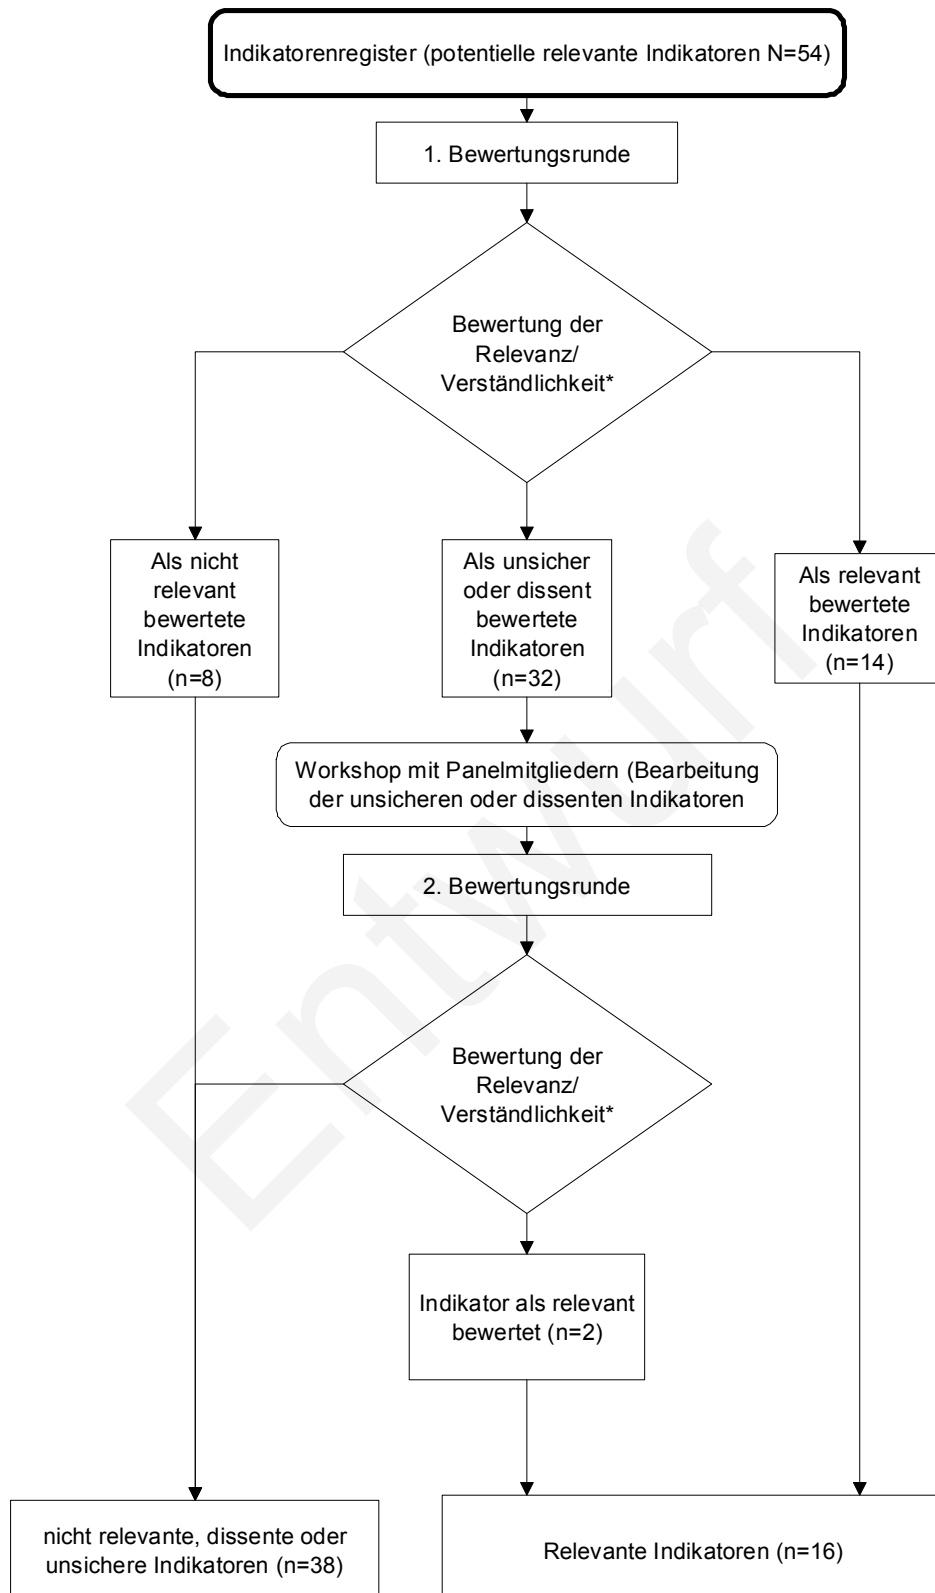 Indikatorenregister (potentielle relevante Indikatoren N=54)
1. Bewertungsrunde
Bewertung der
Relevanz/
Verständlichkeit*
Als nicht
relevant
bewertete
Indikatoren
(n=8)
Als unsicher
oder dissent
bewertete
Indikatoren
(n=32)
Als relevant
bewertete
Indikatoren
(n=14)
Workshop mit Panelmitgliedern (Bearbeitung
der unsicheren oder dissenten Indikatoren
2. Bewertungsrunde
Bewertung der
Relevanz/
Verständlichkeit*
Indikator als relevant
bewertet (n=2)
nicht relevante, dissente oder
unsichere Indikatoren (n=38)
Relevante Indikatoren (n=16)
Entwurf